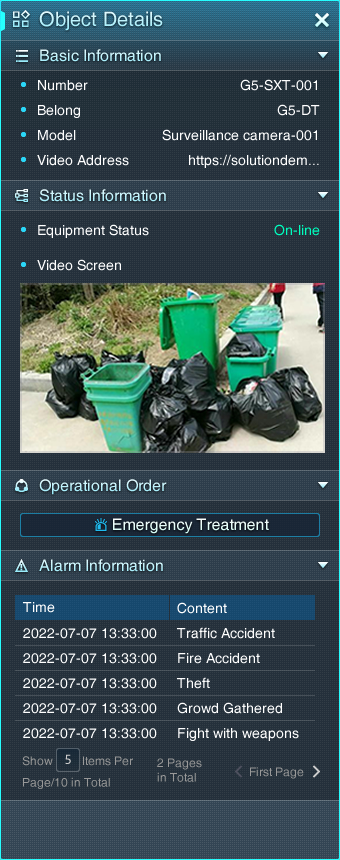 Object Details
Basic Information
Number G5-SXT-001
Belong G5-DT
Model Surveillance camera-001
Video Address https://solutiondem...
Status Information
Equipment Status On-line
Video Screen
Operational Order
Emergency Treatment
Alarm Information
Time Content
2022-07-07 13:33:00 Traffic Accident
2022-07-07 13:33:00 Fire Accident
2022-07-07 13:33:00 Theft
2022-07-07 13:33:00 Growd Gathered
2022-07-07 13:33:00 Fight with weapons
Show 5 Items Per
Page/10 in Total
2 Pages
in Total
First Page